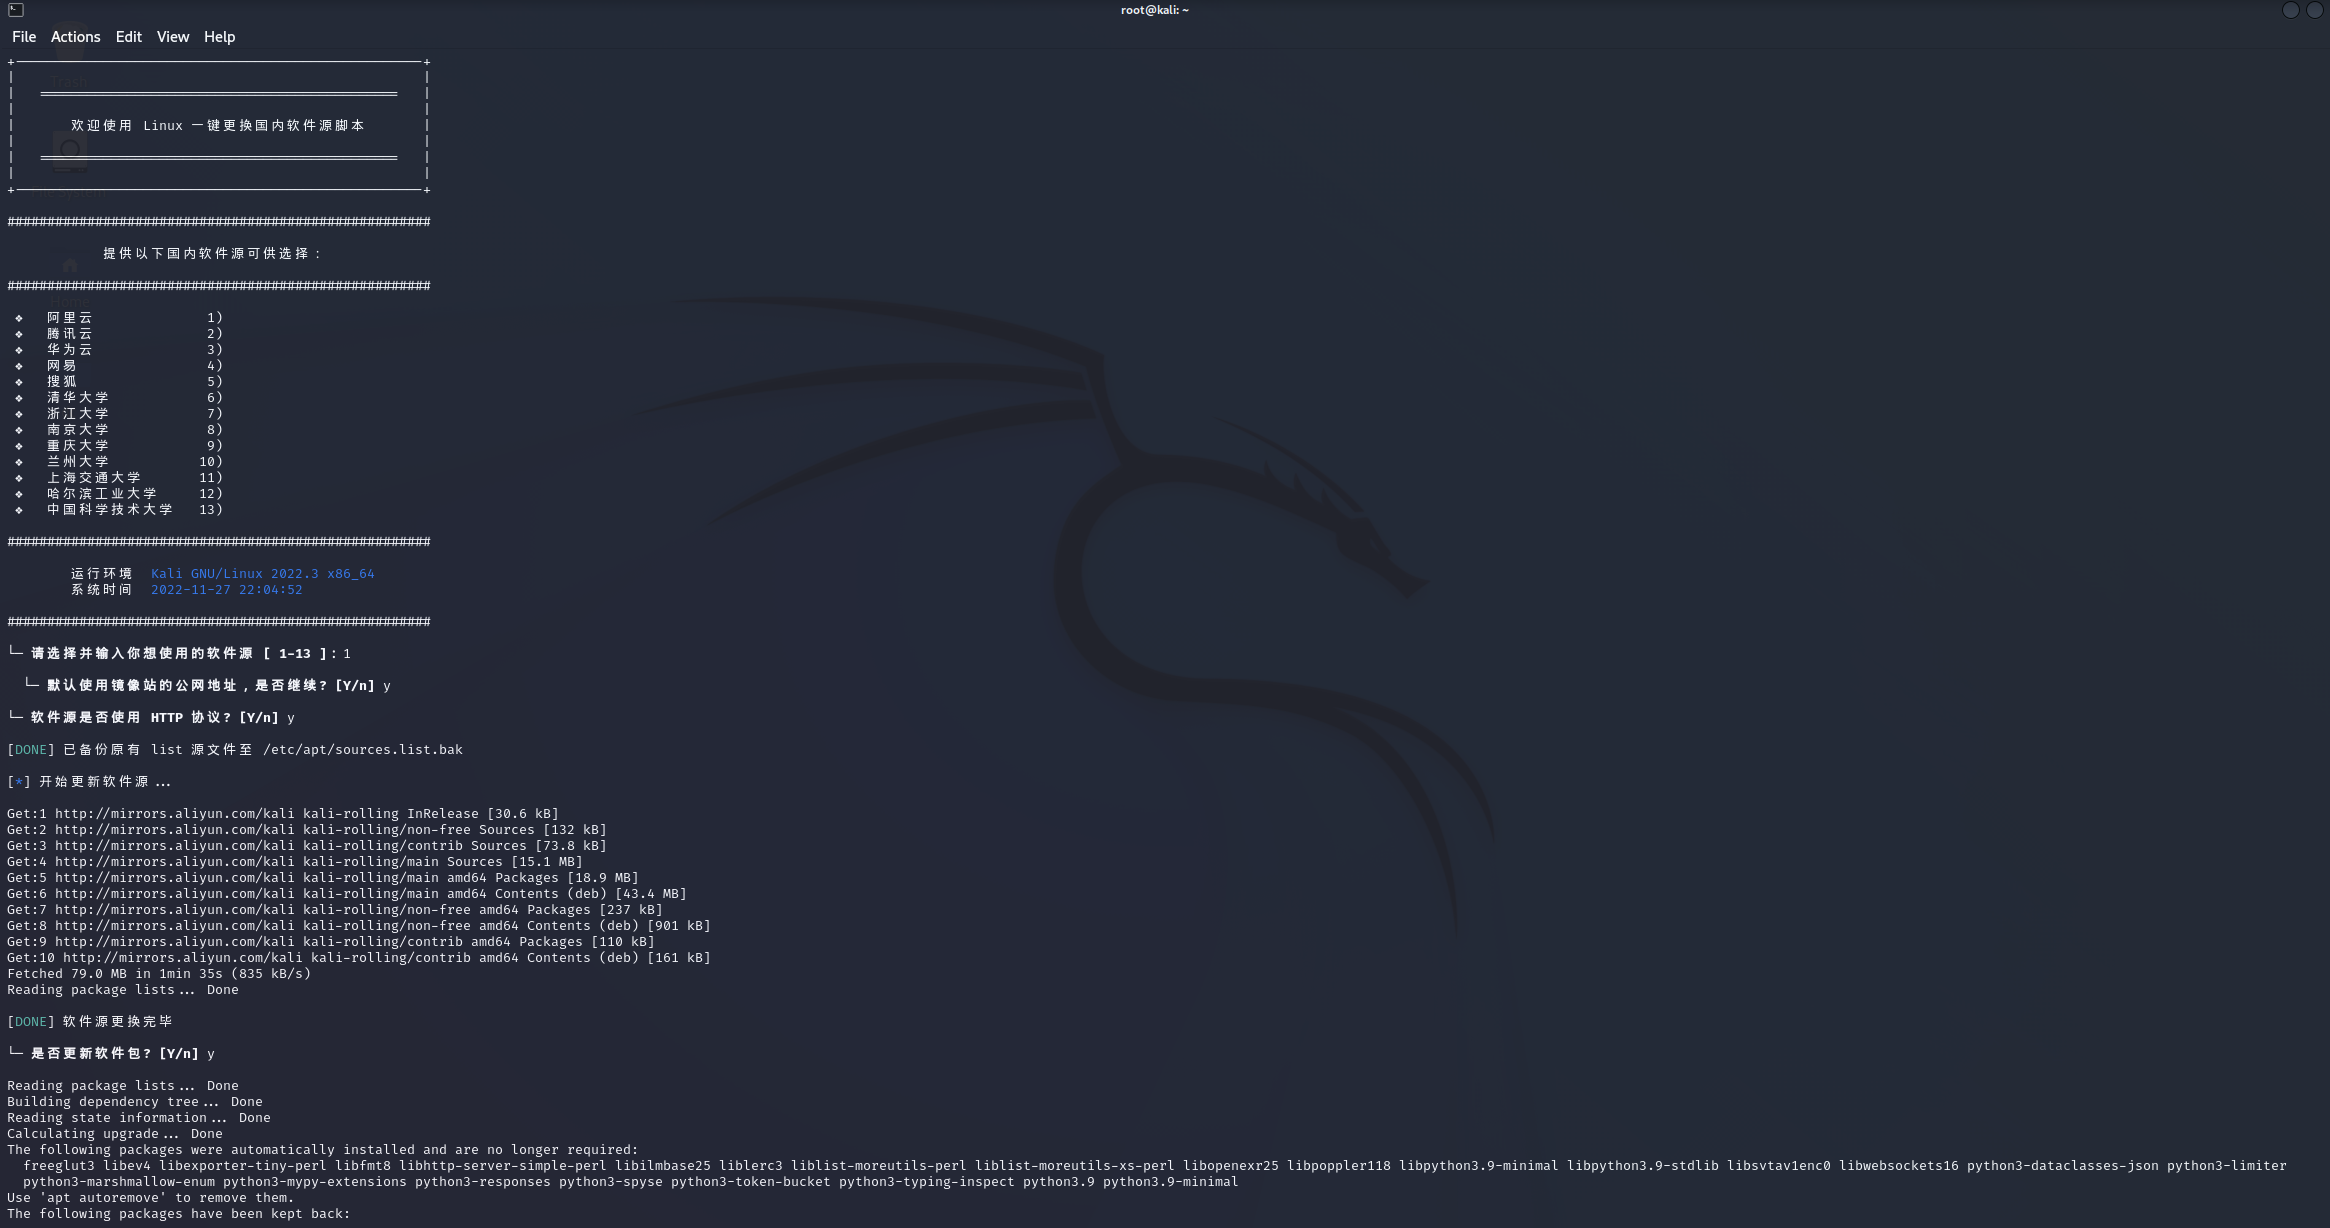 root@kali: ~
File Actions Edit View Help
Trash
欢迎使用 Linux 一键更换国内软件源脚本
File System
##################################################### 
提供以下国内软件源可供选择：
#####################################################
Home
❖ 阿里云 1)
❖ 腾讯云 2)
❖ 华为云 3)
❖ 网易 4)
❖ 搜狐 5)
❖ 清华大学 6)
❖ 浙江大学 7)
❖ 南京大学 8)
❖ 重庆大学 9)
❖ 兰州大学 10)
❖ 上海交通大学 11)
❖ 哈尔滨工业大学 12)
❖ 中国科学技术大学 13)
#####################################################
运行环境 Kali GNU/Linux 2022.3 x86_64
系统时间 2022-11-27 22:04:52
#####################################################
└─ 请选择并输入你想使用的软件源 [ 1-13 ]：1
└─ 默认使用镜像站的公网地址，是否继续? [Y/n] y
└─ 软件源是否使用 HTTP 协议? [Y/n] y
[DONE] 已备份原有 list 源文件至 /etc/apt/sources.list.bak
[*] 开始更新软件源...
Get:1 http://mirrors.aliyun.com/kali kali-rolling InRelease [30.6 kB]
Get:2 http://mirrors.aliyun.com/kali kali-rolling/non-free Sources [132 kB]
Get:3 http://mirrors.aliyun.com/kali kali-rolling/contrib Sources [73.8 kB]
Get:4 http://mirrors.aliyun.com/kali kali-rolling/main Sources [15.1 MB]
Get:5 http://mirrors.aliyun.com/kali kali-rolling/main amd64 Packages [18.9 MB]
Get:6 http://mirrors.aliyun.com/kali kali-rolling/main amd64 Contents (deb) [43.4 MB]
Get:7 http://mirrors.aliyun.com/kali kali-rolling/non-free amd64 Packages [237 kB]
Get:8 http://mirrors.aliyun.com/kali kali-rolling/non-free amd64 Contents (deb) [901 kB]
Get:9 http://mirrors.aliyun.com/kali kali-rolling/contrib amd64 Packages [110 kB]
Get:10 http://mirrors.aliyun.com/kali kali-rolling/contrib amd64 Contents (deb) [161 kB]
Fetched 79.0 MB in 1min 35s (835 kB/s)
Reading package lists... Done
[DONE] 软件源更换完毕
└─ 是否更新软件包? [Y/n] y
Reading package lists... Done
Building dependency tree... Done
Reading state information... Done
Calculating upgrade... Done
The following packages were automatically installed and are no longer required:
freeglut3 libev4 libexporter-tiny-perl libfmt8 libhttp-server-simple-perl libilmbase25 liblerc3 liblist-moreutils-perl liblist-moreutils-xs-perl libopenexr25 libpoppler118 libpython3.9-minimal libpython3.9-stdlib libsvtav1enc0 libwebsockets16 python3-dataclasses-json python3-limiter
python3-marshmallow-enum python3-mypy-extensions python3-responses python3-spyse python3-token-bucket python3-typing-inspect python3.9 python3.9-minimal
Use 'apt autoremove' to remove them.
The following packages have been kept back: